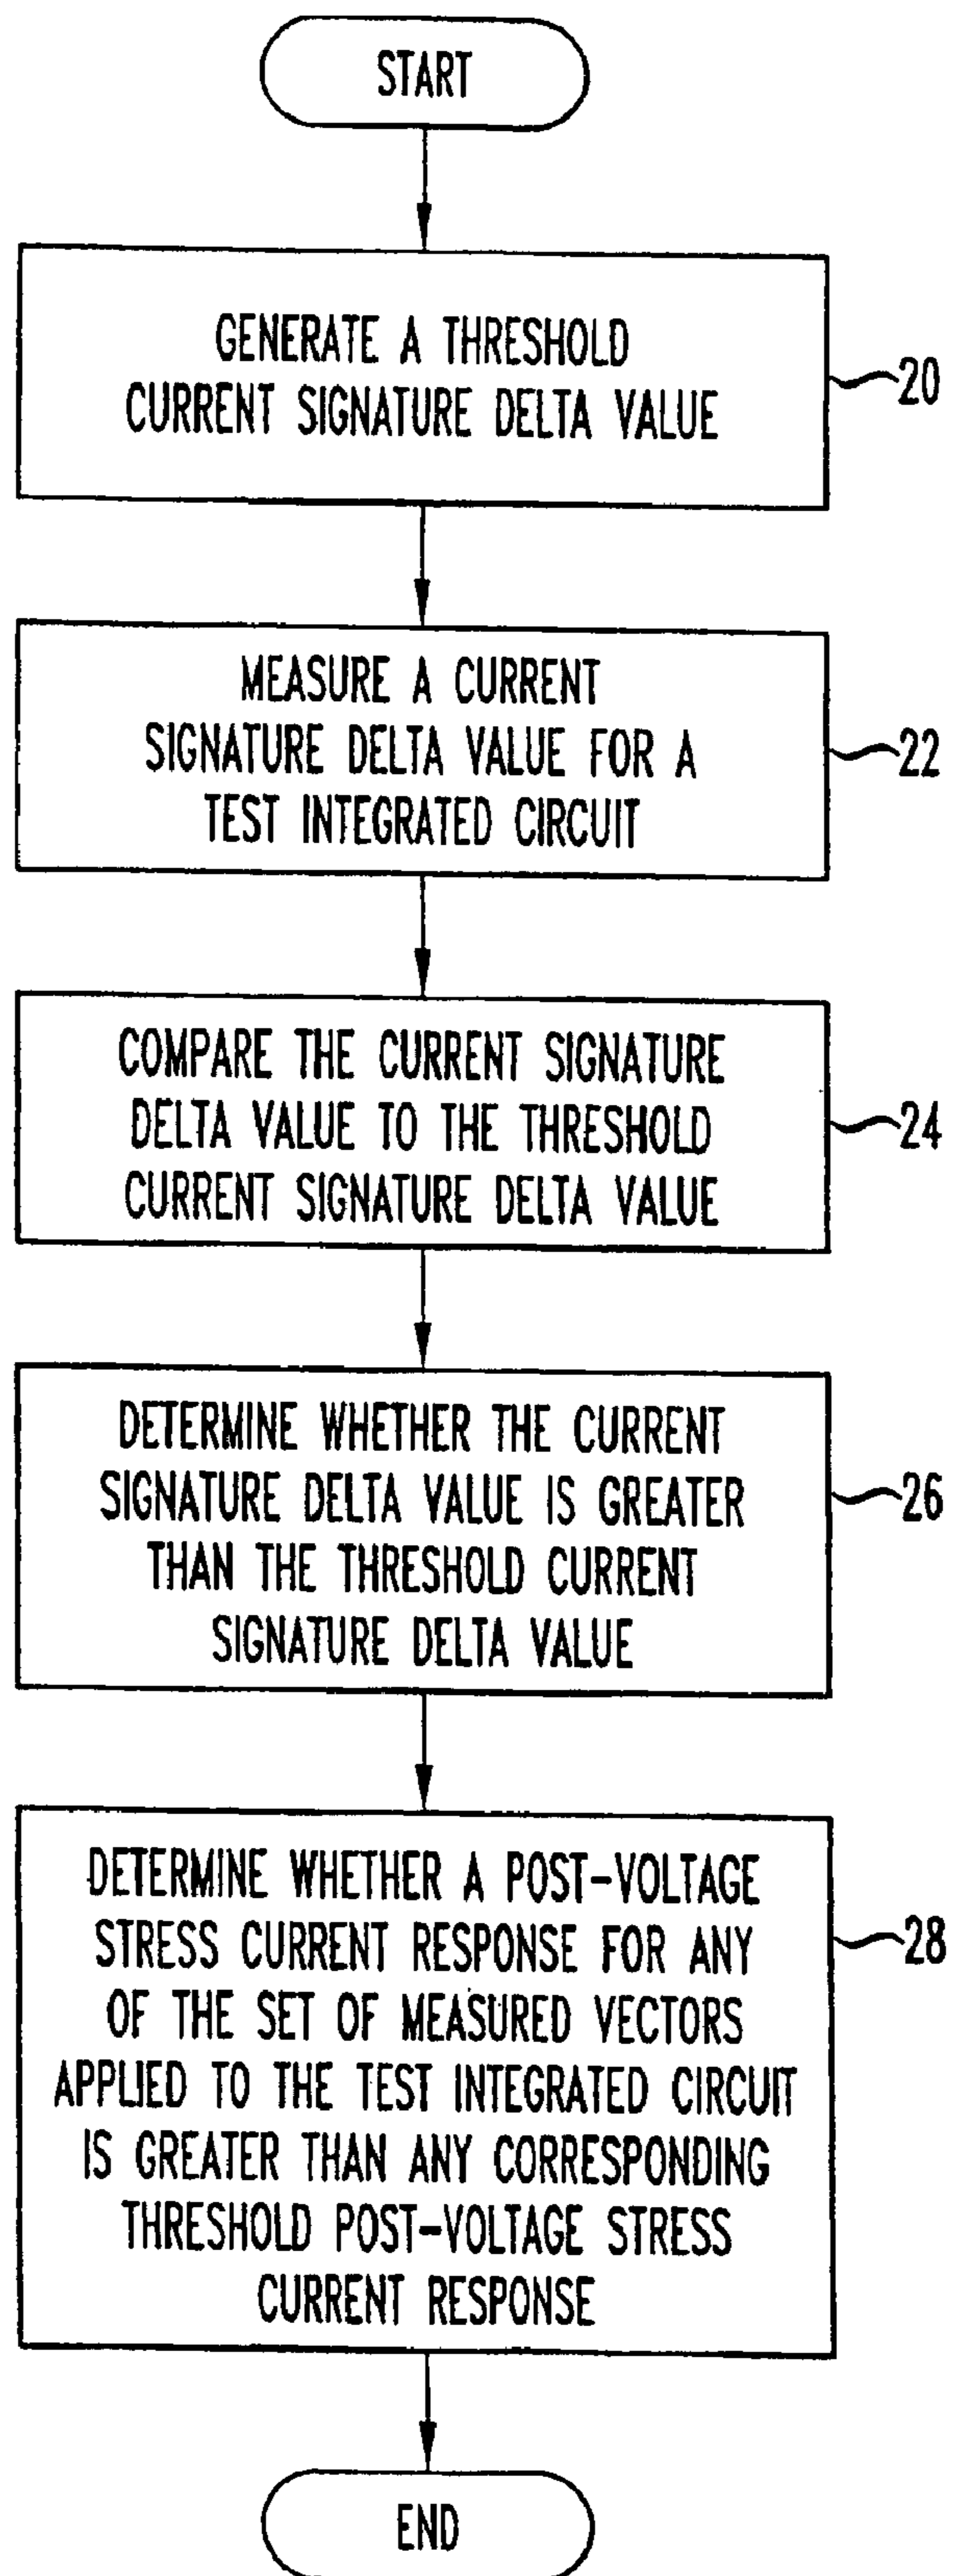 START
GENERATE A THRESHOLD
CURRENT SIGNATURE DELTA VALUE
20
MEASURE A CURRENT
SIGNATURE DELTA VALUE FOR A
TEST INTEGRATED CIRCUIT
22
COMPARE THE CURRENT SIGNATURE
DELTA VALUE TO THE THRESHOLD
CURRENT SIGNATURE DELTA VALUE
24
DETERMINE WHETHER THE CURRENT
SIGNATURE DELTA VALUE IS GREATER
THAN THE THRESHOLD CURRENT
SIGNATURE DELTA VALUE
26
DETERMINE WHETHER A POST-VOLTAGE
STRESS CURRENT RESPONSE FOR ANY
OF THE SET OF MEASURED VECTORS
APPLIED TO THE TEST INTEGRATED CIRCUIT
IS GREATER THAN ANY CORRESPONDING
THRESHOLD POST-VOLTAGE STRESS
CURRENT RESPONSE
28
END